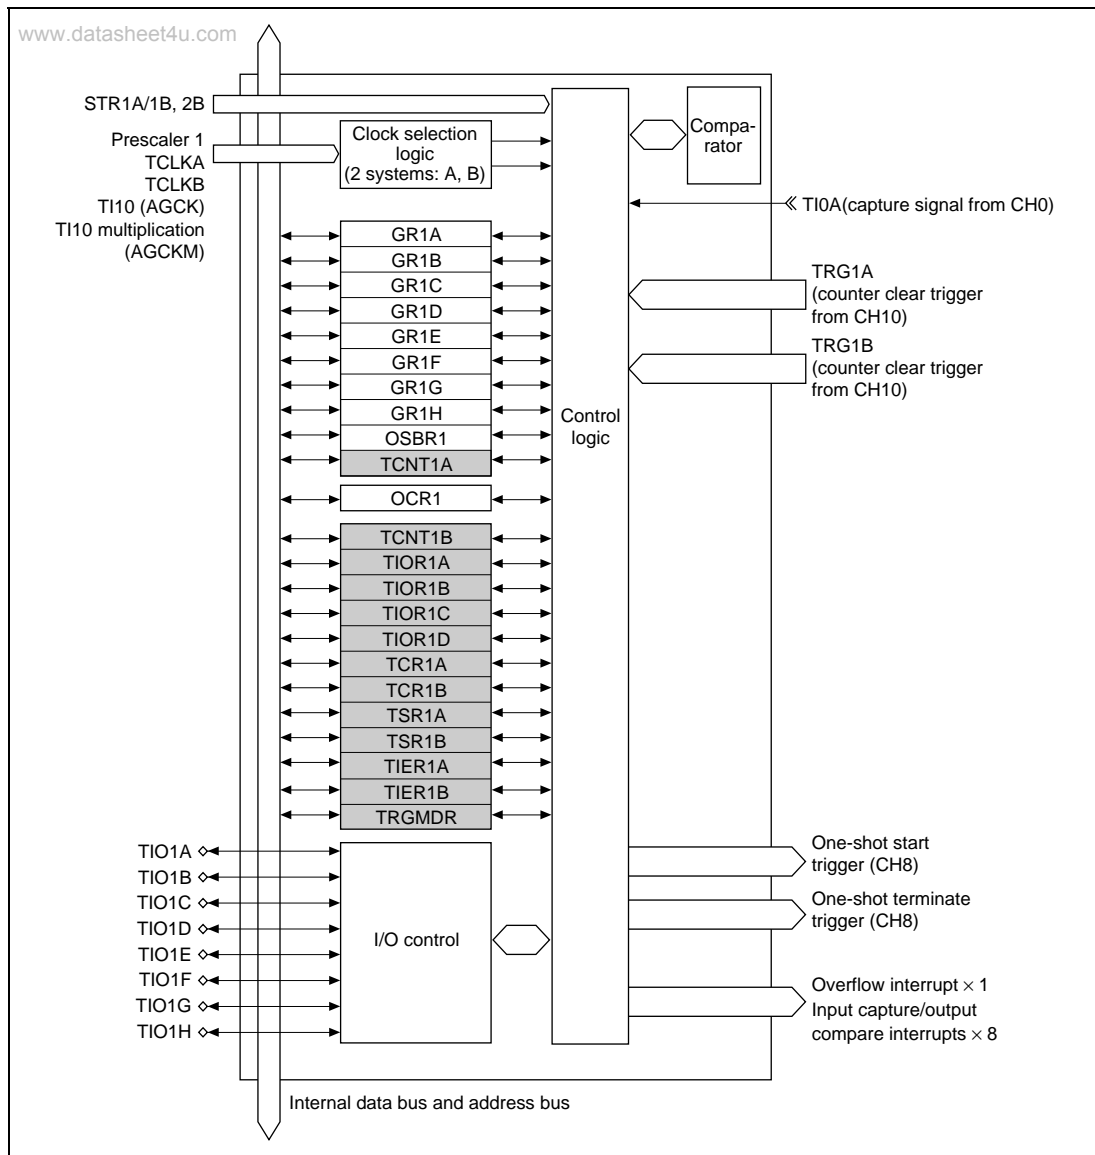 www.datasheet4u.com
STR1A/1B, 2B
Prescaler 1
TCLKA
TCLKB
TI10 (AGCK)
TI10 multiplication
(AGCKM)
Clock selection
logic
(2 systems: A, B)
Compa-
rator
TI0A(capture signal from CH0)
TRG1A
(counter clear trigger
from CH10)
TRG1B
(counter clear trigger
from CH10)
GR1A
GR1B
GR1C
GR1D
GR1E
GR1F
GR1G
GR1H
OSBR1
TCNT1A
OCR1
TCNT1B
TIOR1A
TIOR1B
TIOR1C
TIOR1D
TCR1A
TCR1B
TSR1A
TSR1B
TIER1A
TIER1B
TRGMDR
Control
logic
TIO1A
TIO1B
TIO1C
TIO1D
TIO1E
TIO1F
TIO1G
TIO1H
I/O control
One-shot start
trigger (CH8)
One-shot terminate
trigger (CH8)
Overflow interrupt × 1
Input capture/output
compare interrupts × 8
Internal data bus and address bus